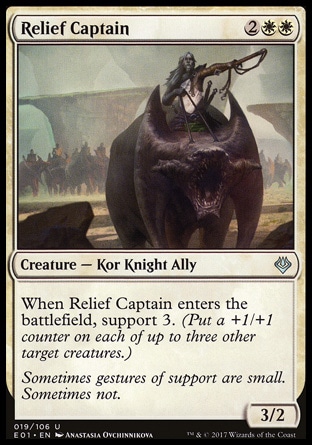 Relief Captain 2
Creature — Kor Knight Ally
When Relief Captain enters the
battlefield, support 3. (Put a +1/+1
counter on each of up to three other
target creatures.)
Sometimes gestures of support are small.
Sometimes not.
3/2
019/106 U
E01 • EN Anastasia Ovchinnikova
™ & © 2017 Wizards of the Coast